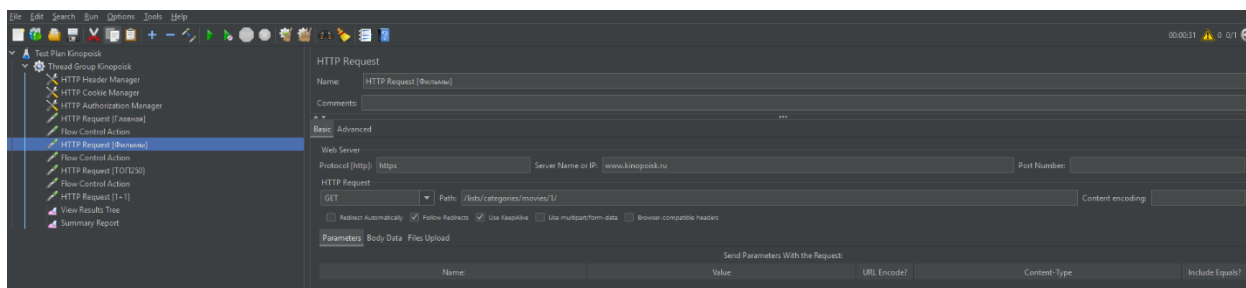 File Edit Search Run Options Tools Help
00:00:31 0 0/1
Test Plan Kinopoisk
Thread Group Kinopoisk
HTTP Header Manager
HTTP Cookie Manager
HTTP Authorization Manager
HTTP Request [Главная]
Flow Control Action
HTTP Request [Фильмы]
Flow Control Action
HTTP Request [ТОП250]
Flow Control Action
HTTP Request [1+1]
View Results Tree
Summary Report
HTTP Request
Name: HTTP Request [Фильмы]
Comments:
Basic Advanced
Web Server
Protocol [http]: https Server Name or IP: www.kinopoisk.ru Port Number:
HTTP Request
GET Path: /lists/categories/movies/1/ Content encoding:
Redirect Automatically Follow Redirects Use KeepAlive Use multipart/form-data Browser-compatible headers
Parameters Body Data Files Upload
Send Parameters With the Request:
Name: Value URL Encode? Content-Type Include Equals?